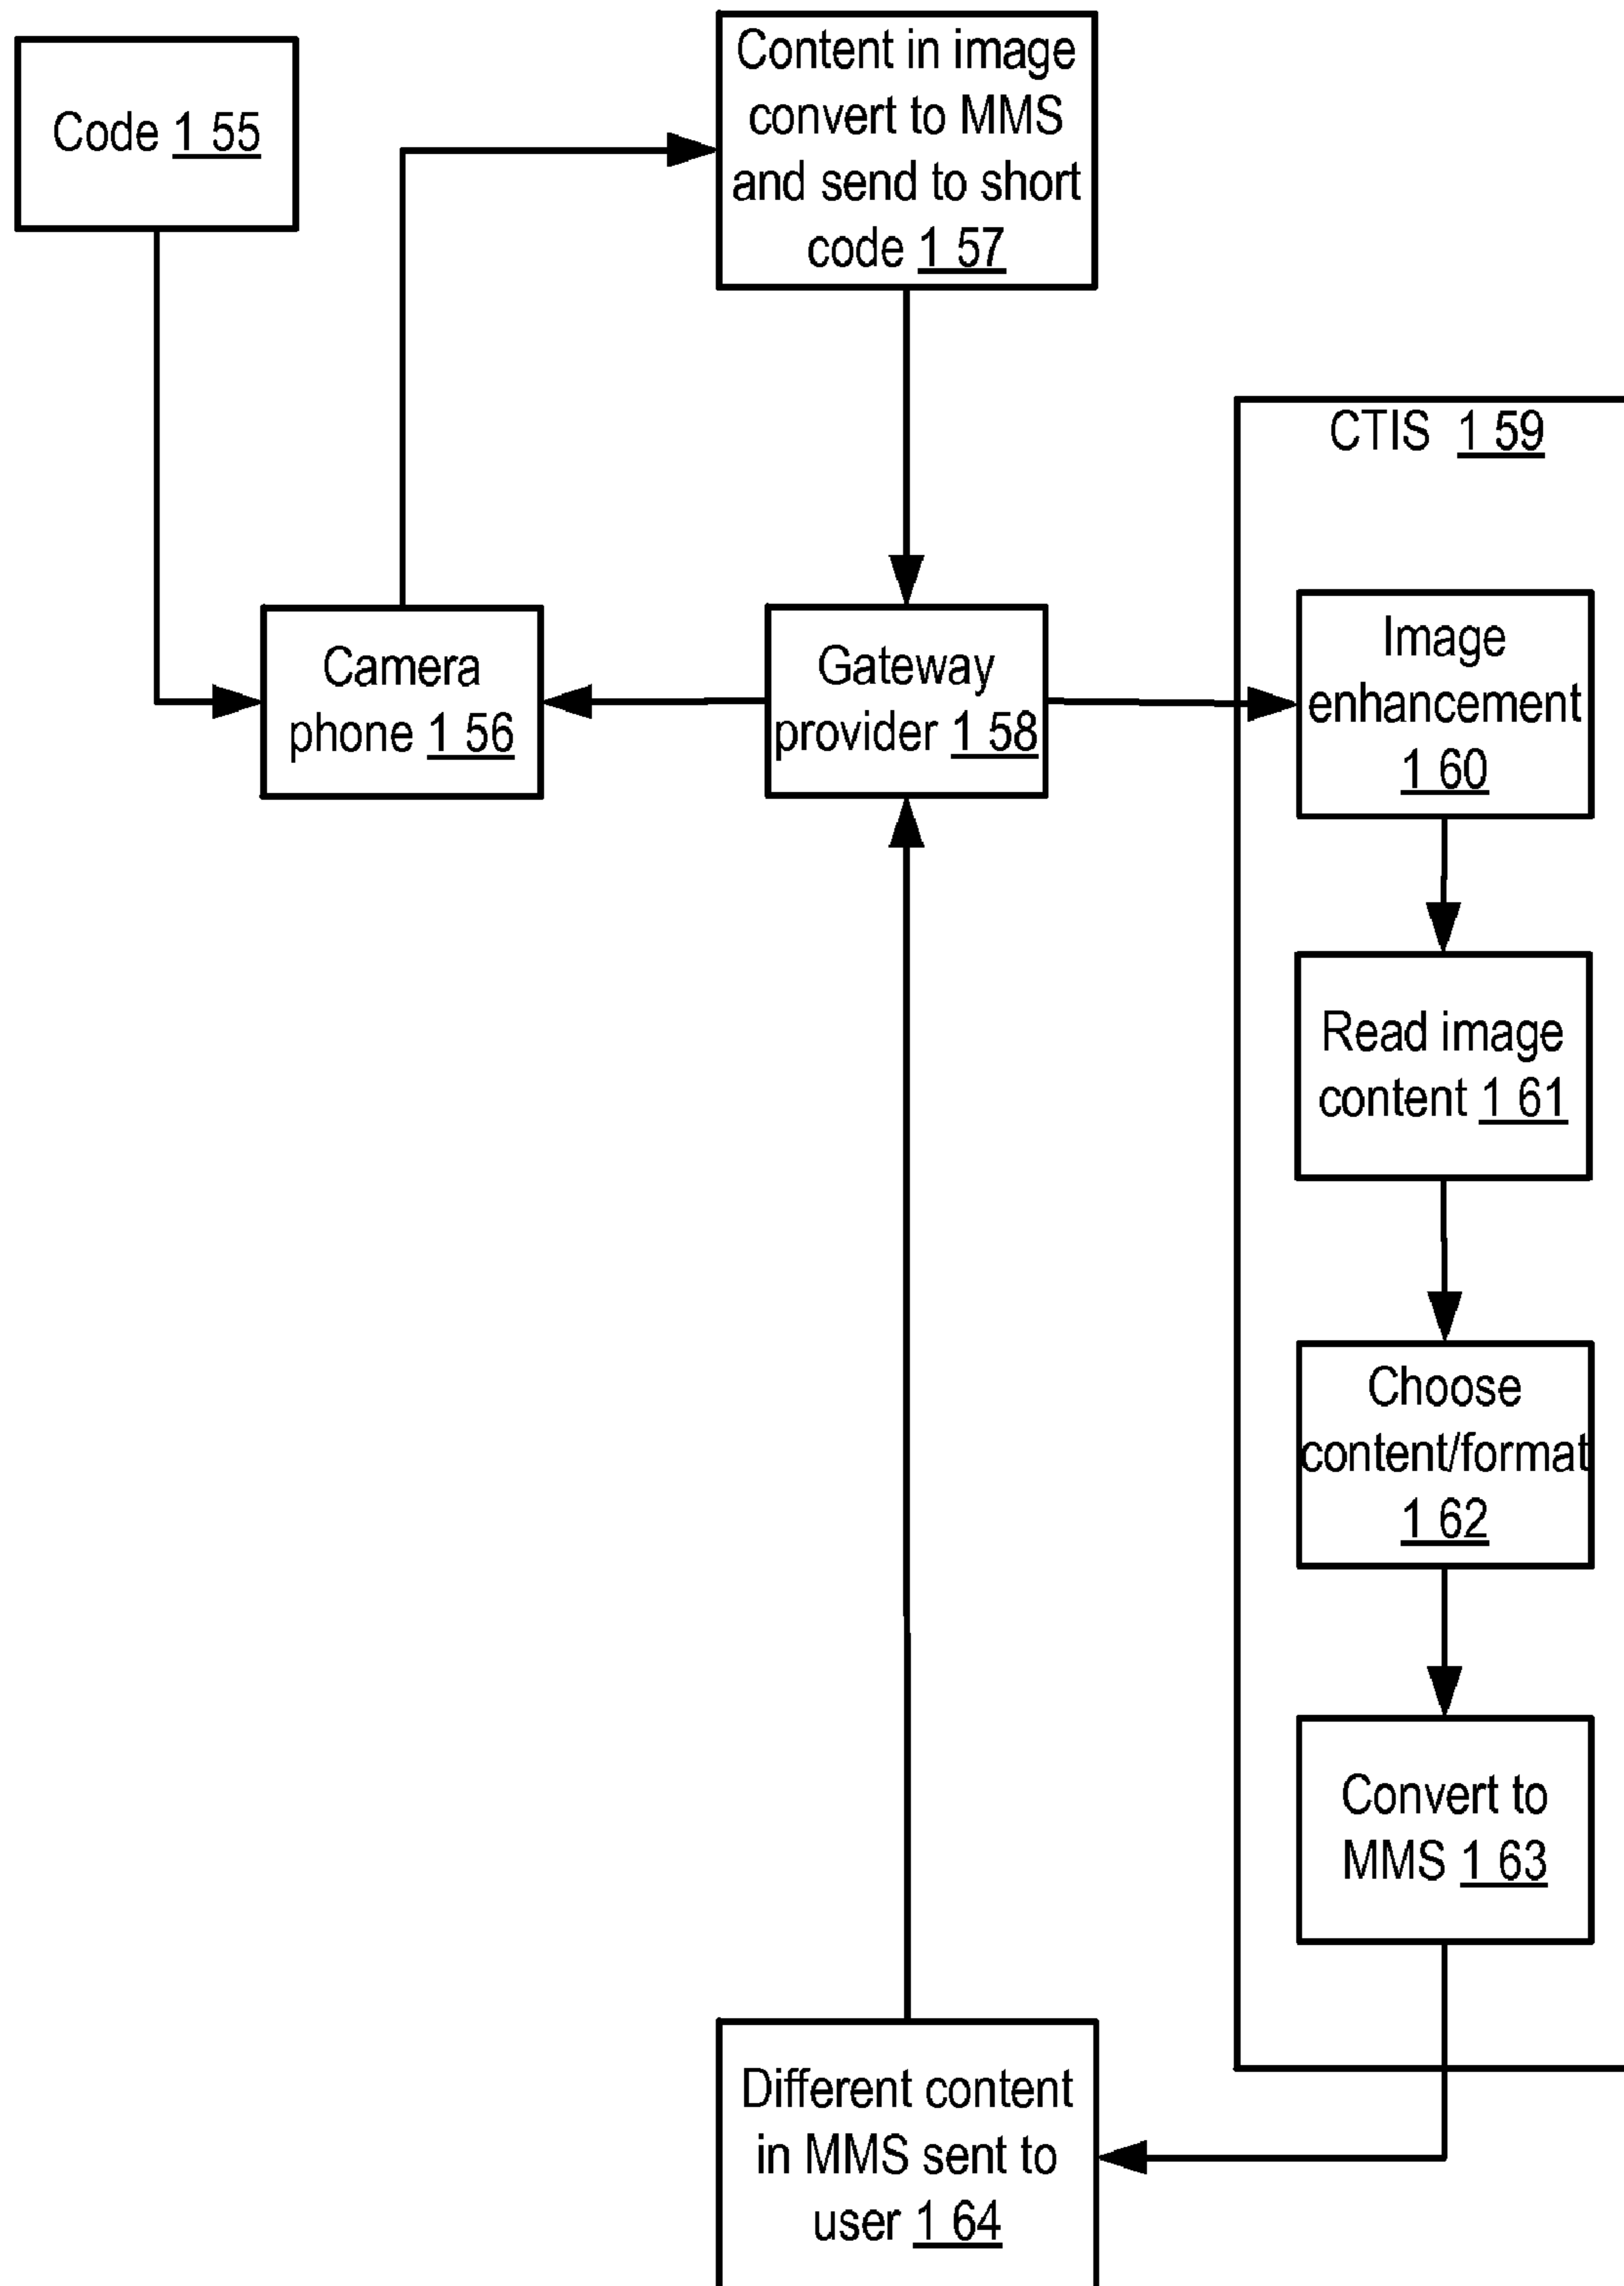 Code 1 55
Content in image
convert to MMS
and send to short
code 1 57
CTIS 1 59
Camera
phone 1 56
Gateway
provider 1 58
Image
enhancement
1 60
Read image
content 1 61
Choose
content/format
1 62
Convert to
MMS 1 63
Different content
in MMS sent to
user 1 64